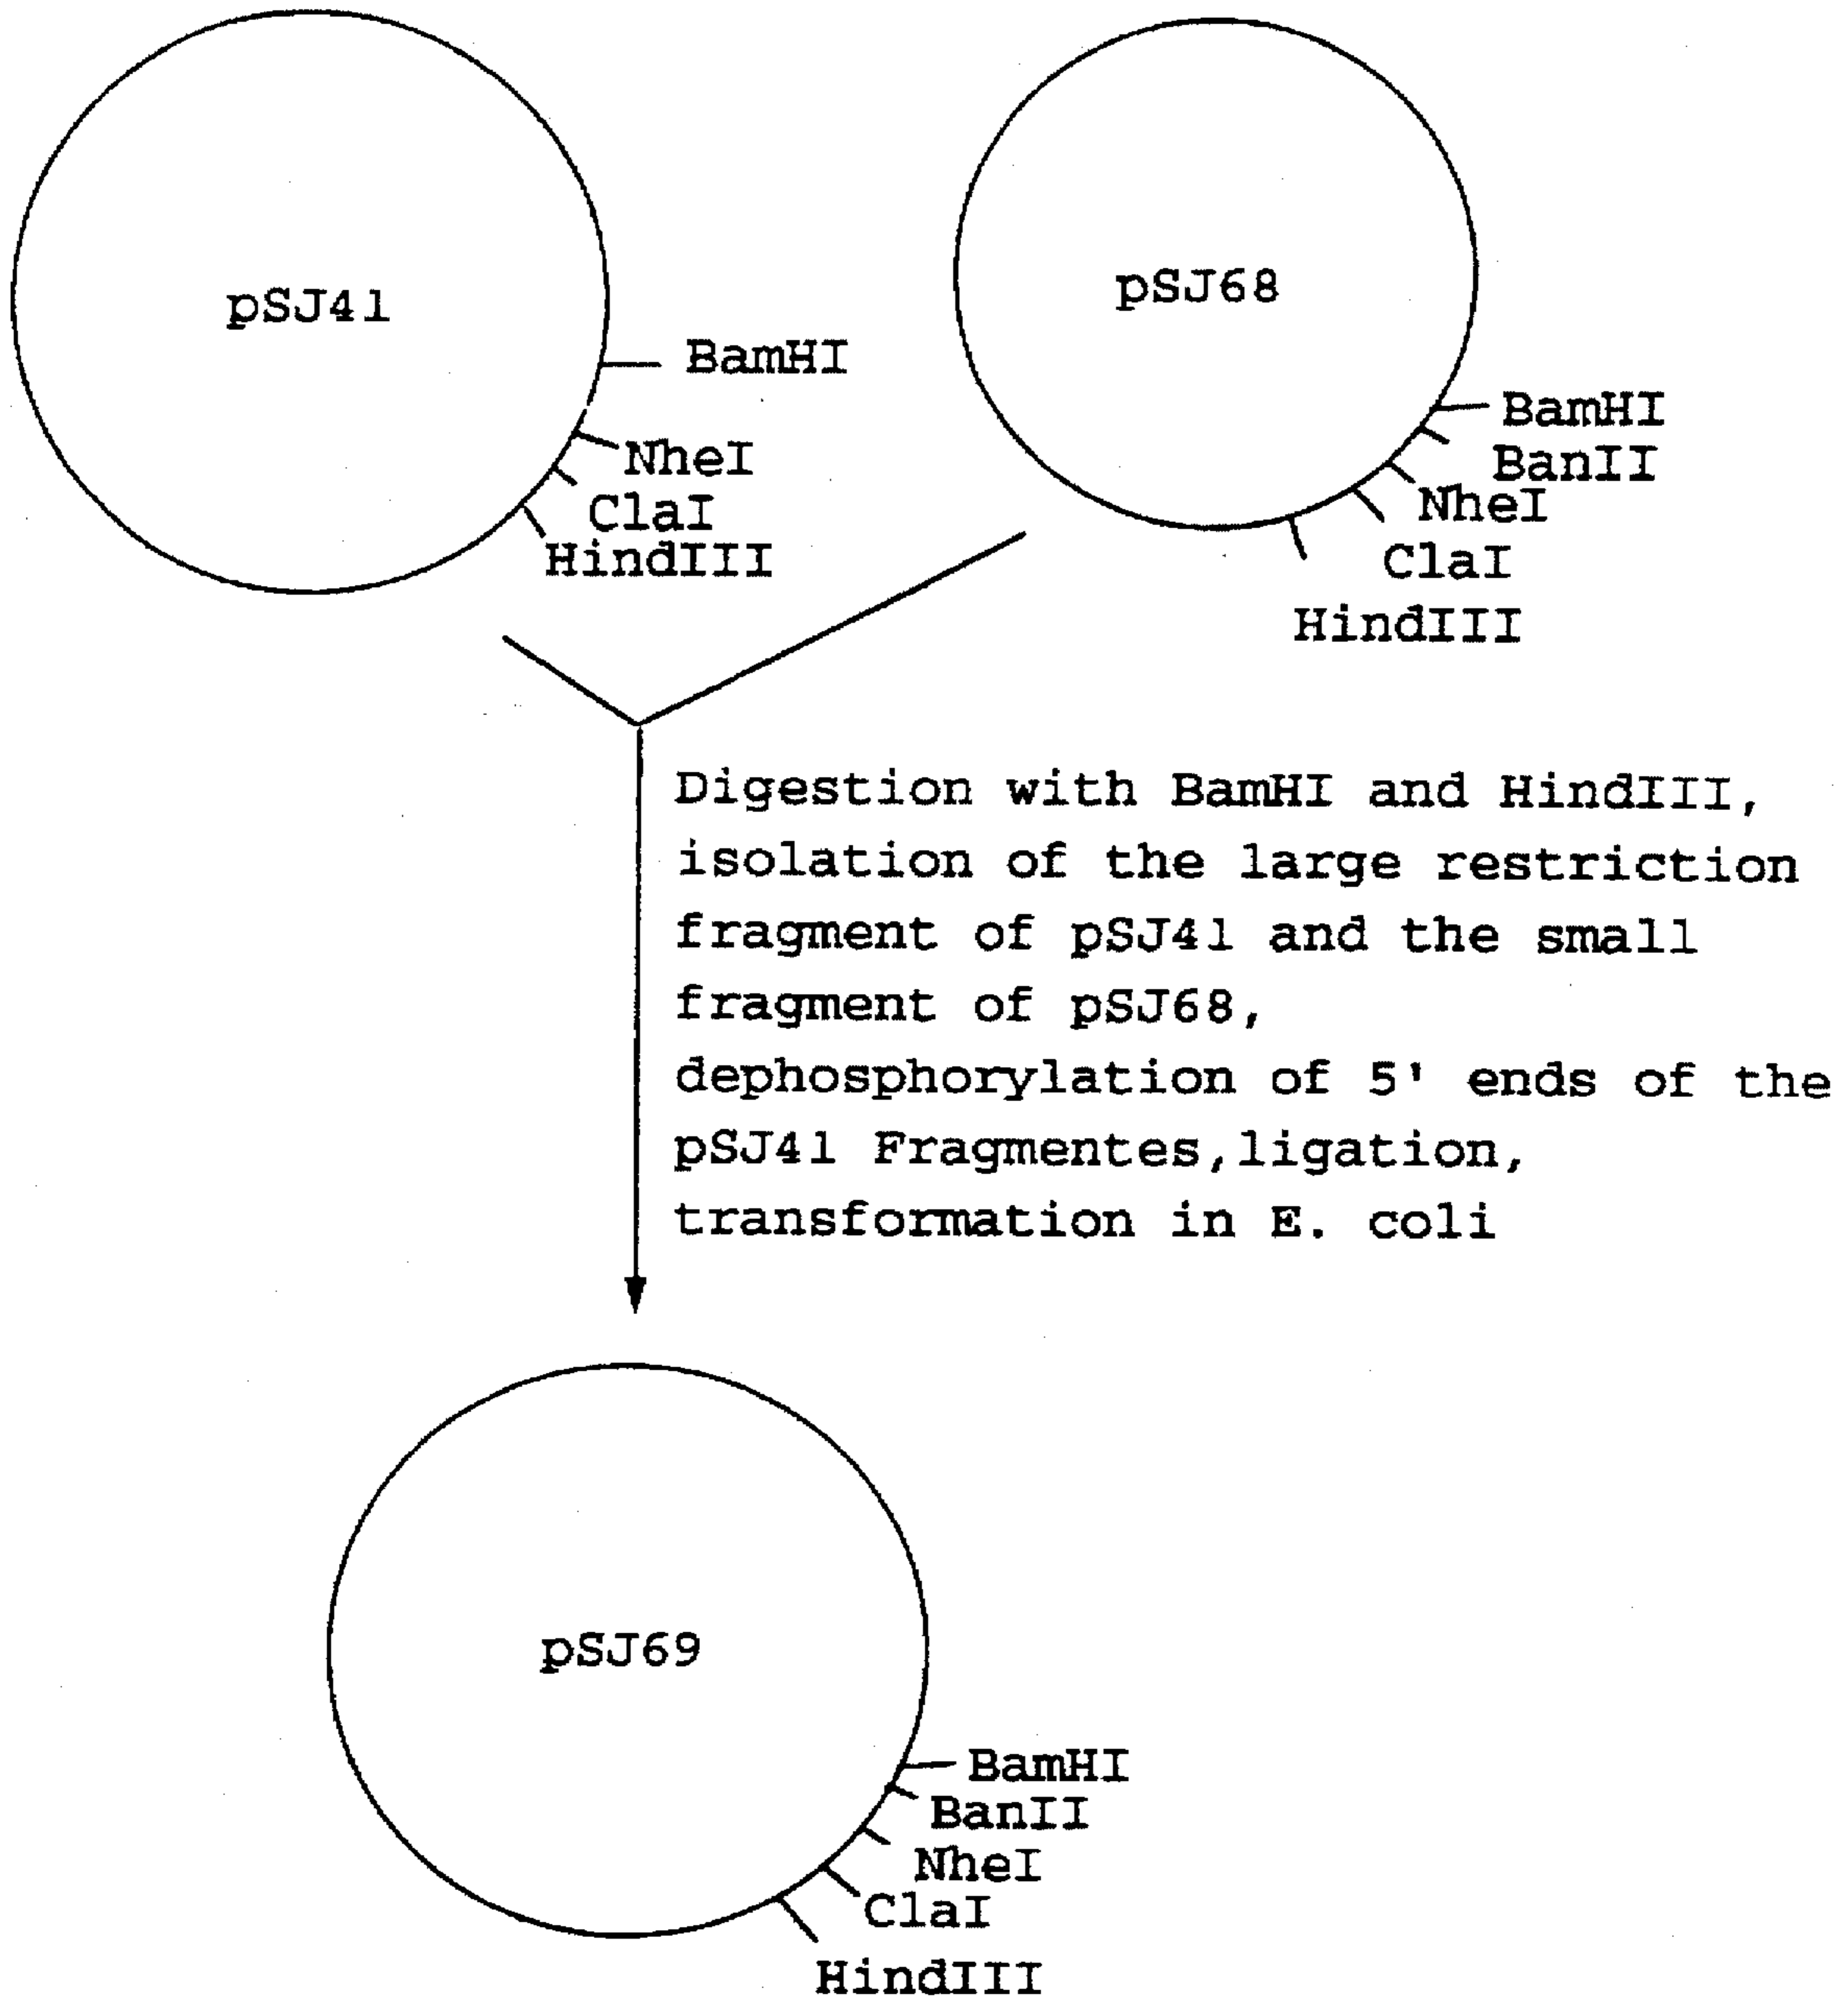 pSJ41
BamHI
NheI
ClaI
HindIII
pSJ68
BamHI
BanII
NheI
ClaI
HindIII
Digestion with BamHI and HindIII,
isolation of the large restriction
fragment of pSJ41 and the small
fragment of pSJ68,
dephosphorylation of 5' ends of the
pSJ41 Fragmentes,ligation,
transformation in E. coli
pSJ69
BamHI
BanII
NheI
ClaI
HindIII